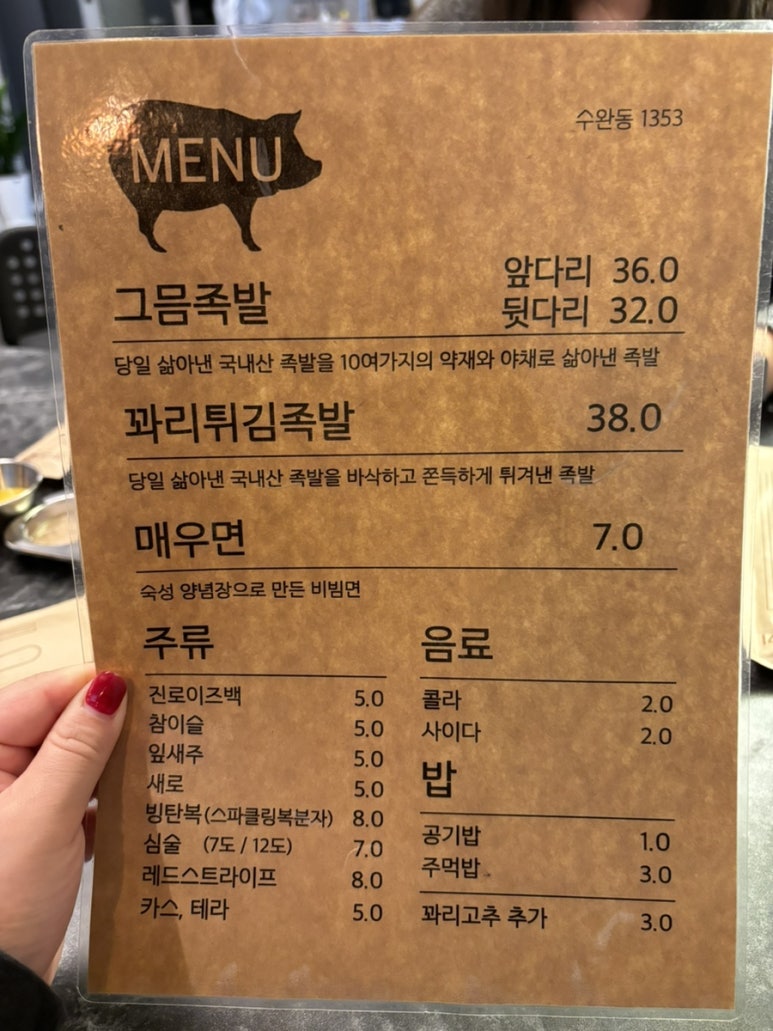 MENU
수완동 1353
그믐족발
앞다리 36.0
뒷다리 32.0
당일 삶아낸 국내산 족발을 10여가지의 약재와 야채로 삶아낸 족발
꽈리튀김족발 38.0
당일 삶아낸 국내산 족발을 바삭하고 쫀득하게 튀겨낸 족발
매우면 7.0
숙성 양념장으로 만든 비빔면
주류
진로이즈백 5.0
참이슬 5.0
잎새주 5.0
새로 5.0
빙탄복(스파클링복분자) 8.0
심술 (7도 / 12도) 7.0
레드스트라이프 8.0
카스, 테라 5.0
음료
콜라 2.0
사이다 2.0
밥
공기밥 1.0
주먹밥 3.0
꽈리고추 추가 3.0